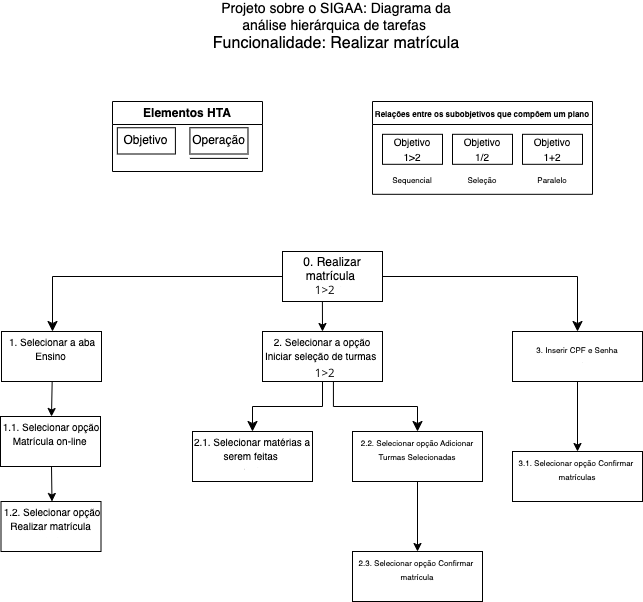 Projeto sobre o SIGAA: Diagrama da
análise hierárquica de tarefas
Funcionalidade: Realizar matrícula
Elementos HTA
Objetivo
Operação
Relações entre os subobjetivos que compõem um plano
Objetivo
1>2
Objetivo
1/2
Objetivo
1+2
Sequencial
Seleção
Paralelo
0. Realizar
matrícula
1>2
1. Selecionar a aba
Ensino
2. Selecionar a opção
Iniciar seleção de turmas
1>2
3. Inserir CPF e Senha
1.1. Selecionar opção
Matrícula on-line
2.1. Selecionar matérias a
serem feitas
2.2. Selecionar opção Adicionar
Turmas Selecionadas
3.1. Selecionar opção Confirmar
matrículas
1.2. Selecionar opção
Realizar matrícula
2.3. Selecionar opção Confirmar
matrícula